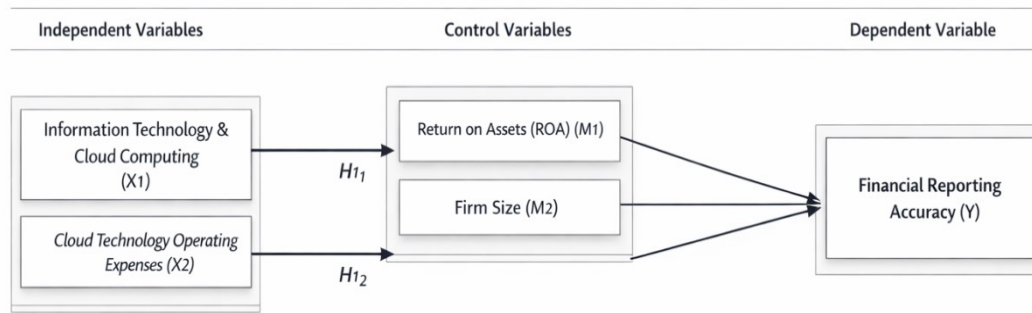 Independent Variables
Control Variables
Dependent Variable
Information Technology &
Cloud Computing
(X1)
Cloud Technology Operating
Expenses (X2)
H1₁
H1₂
Return on Assets (ROA) (M1)
Firm Size (M2)
Financial Reporting
Accuracy (Y)